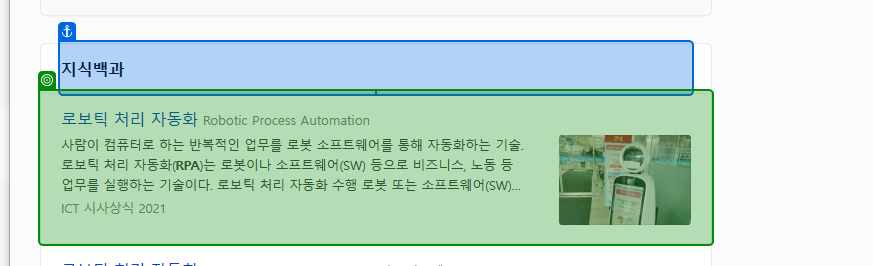 지식백과
로보틱 처리 자동화 Robotic Process Automation
사람이 컴퓨터로 하는 반복적인 업무를 로봇 소프트웨어를 통해 자동화하는 기술.
로보틱 처리 자동화(RPA)는 로봇이나 소프트웨어(SW) 등으로 비즈니스, 노동 등
업무를 실행하는 기술이다. 로보틱 처리 자동화 수행 로봇 또는 소프트웨어(SW)...
ICT 시사상식 2021